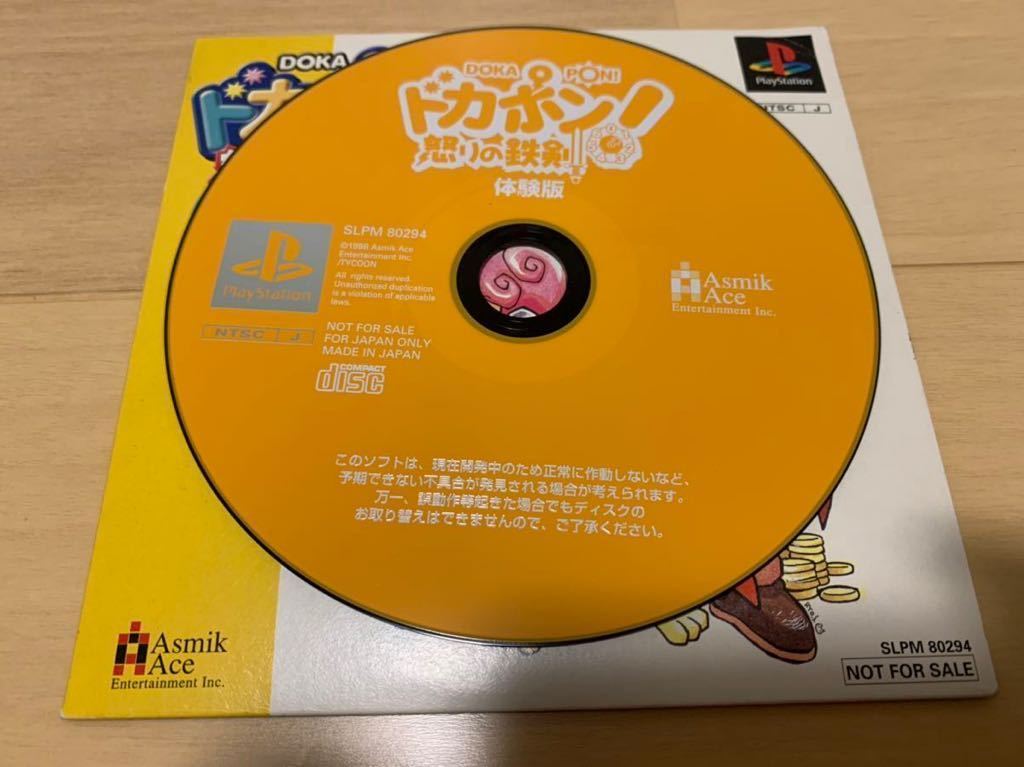 DOKA
ドカ
PlayStation
NTSC J
DOKA PON!
ドカポン!
怒りの鉄剣
体験版
SLPM 80294
©1998 Asmik Ace
Entertainment Inc.
/TYCOON
All rights reserved.
Unauthorized duplication
is a violation of applicable
laws.
PlayStation
NTSC J
NOT FOR SALE
FOR JAPAN ONLY
MADE IN JAPAN
COMPACT
disc
Asmik
Ace
Entertainment Inc.
このソフトは、現在開発中のため正常に作動しないなど、
予期できない不具合が発見される場合が考えられます。
万一、誤動作等起きた場合でもディスクの
お取り替えはできませんので、ご了承ください。
Asmik
Ace
Entertainment Inc.
SLPM 80294
NOT FOR SALE